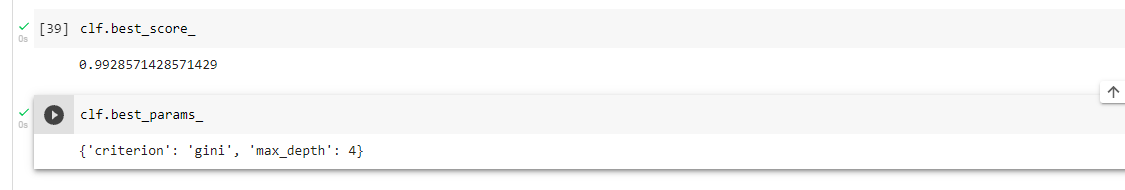 [39] clf.best_score_
0s
0.9928571428571429
clf.best_params_
0s
{'criterion': 'gini', 'max_depth': 4}